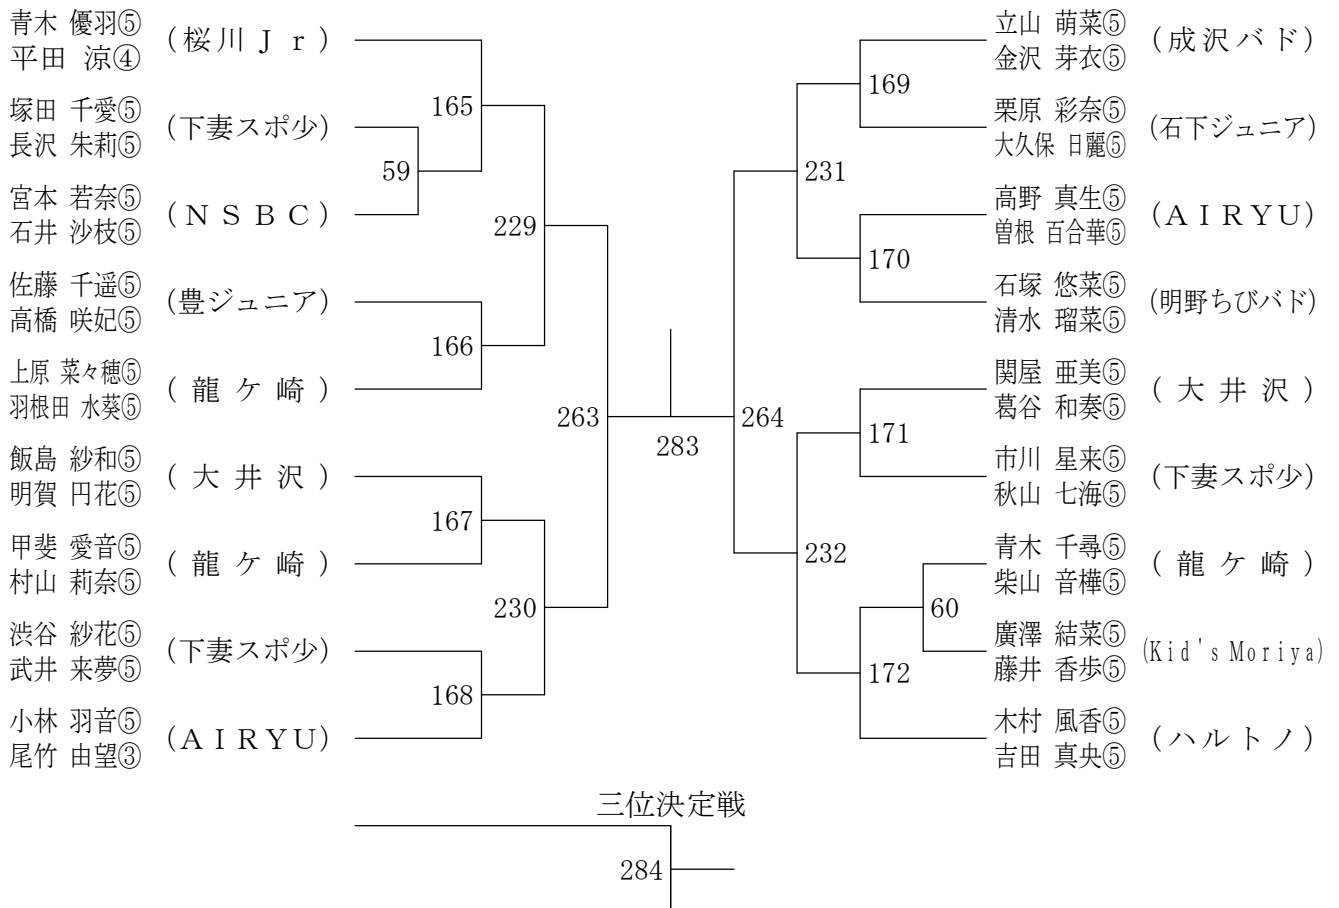 青木 優羽⑤
平田 涼④
(桜川Jr)
塚田 千愛⑤
長沢 朱莉⑤
(下妻スポ少)
宮本 若奈⑤
石井 沙枝⑤
(NSBC)
佐藤 千遥⑤
高橋 咲妃⑤
(豊ジュニア)
上原 菜々穂⑤
羽根田 水葵⑤
(龍ケ崎)
飯島 紗和⑤
明賀 円花⑤
(大井沢)
甲斐 愛音⑤
村山 莉奈⑤
(龍ケ崎)
渋谷 紗花⑤
武井 来夢⑤
(下妻スポ少)
小林 羽音⑤
尾竹 由望③
(AIRYU)
165
59
229
166
263
167
230
168
283
264
231
169
170
171
232
60
172
立山 萌菜⑤
金沢 芽衣⑤
(成沢バド)
栗原 彩奈⑤
大久保 日麗⑤
(石下ジュニア)
高野 真生⑤
曽根 百合華⑤
(AIRYU)
石塚 悠菜⑤
清水 瑠菜⑤
(明野ちびバド)
関屋 亜美⑤
葛谷 和奏⑤
(大井沢)
市川 星来⑤
秋山 七海⑤
(下妻スポ少)
青木 千尋⑤
柴山 音樺⑤
(龍ケ崎)
廣澤 結菜⑤
藤井 香歩⑤
(Kid's Moriya)
木村 風香⑤
吉田 真央⑤
(ハルトノ)
三位決定戦
284